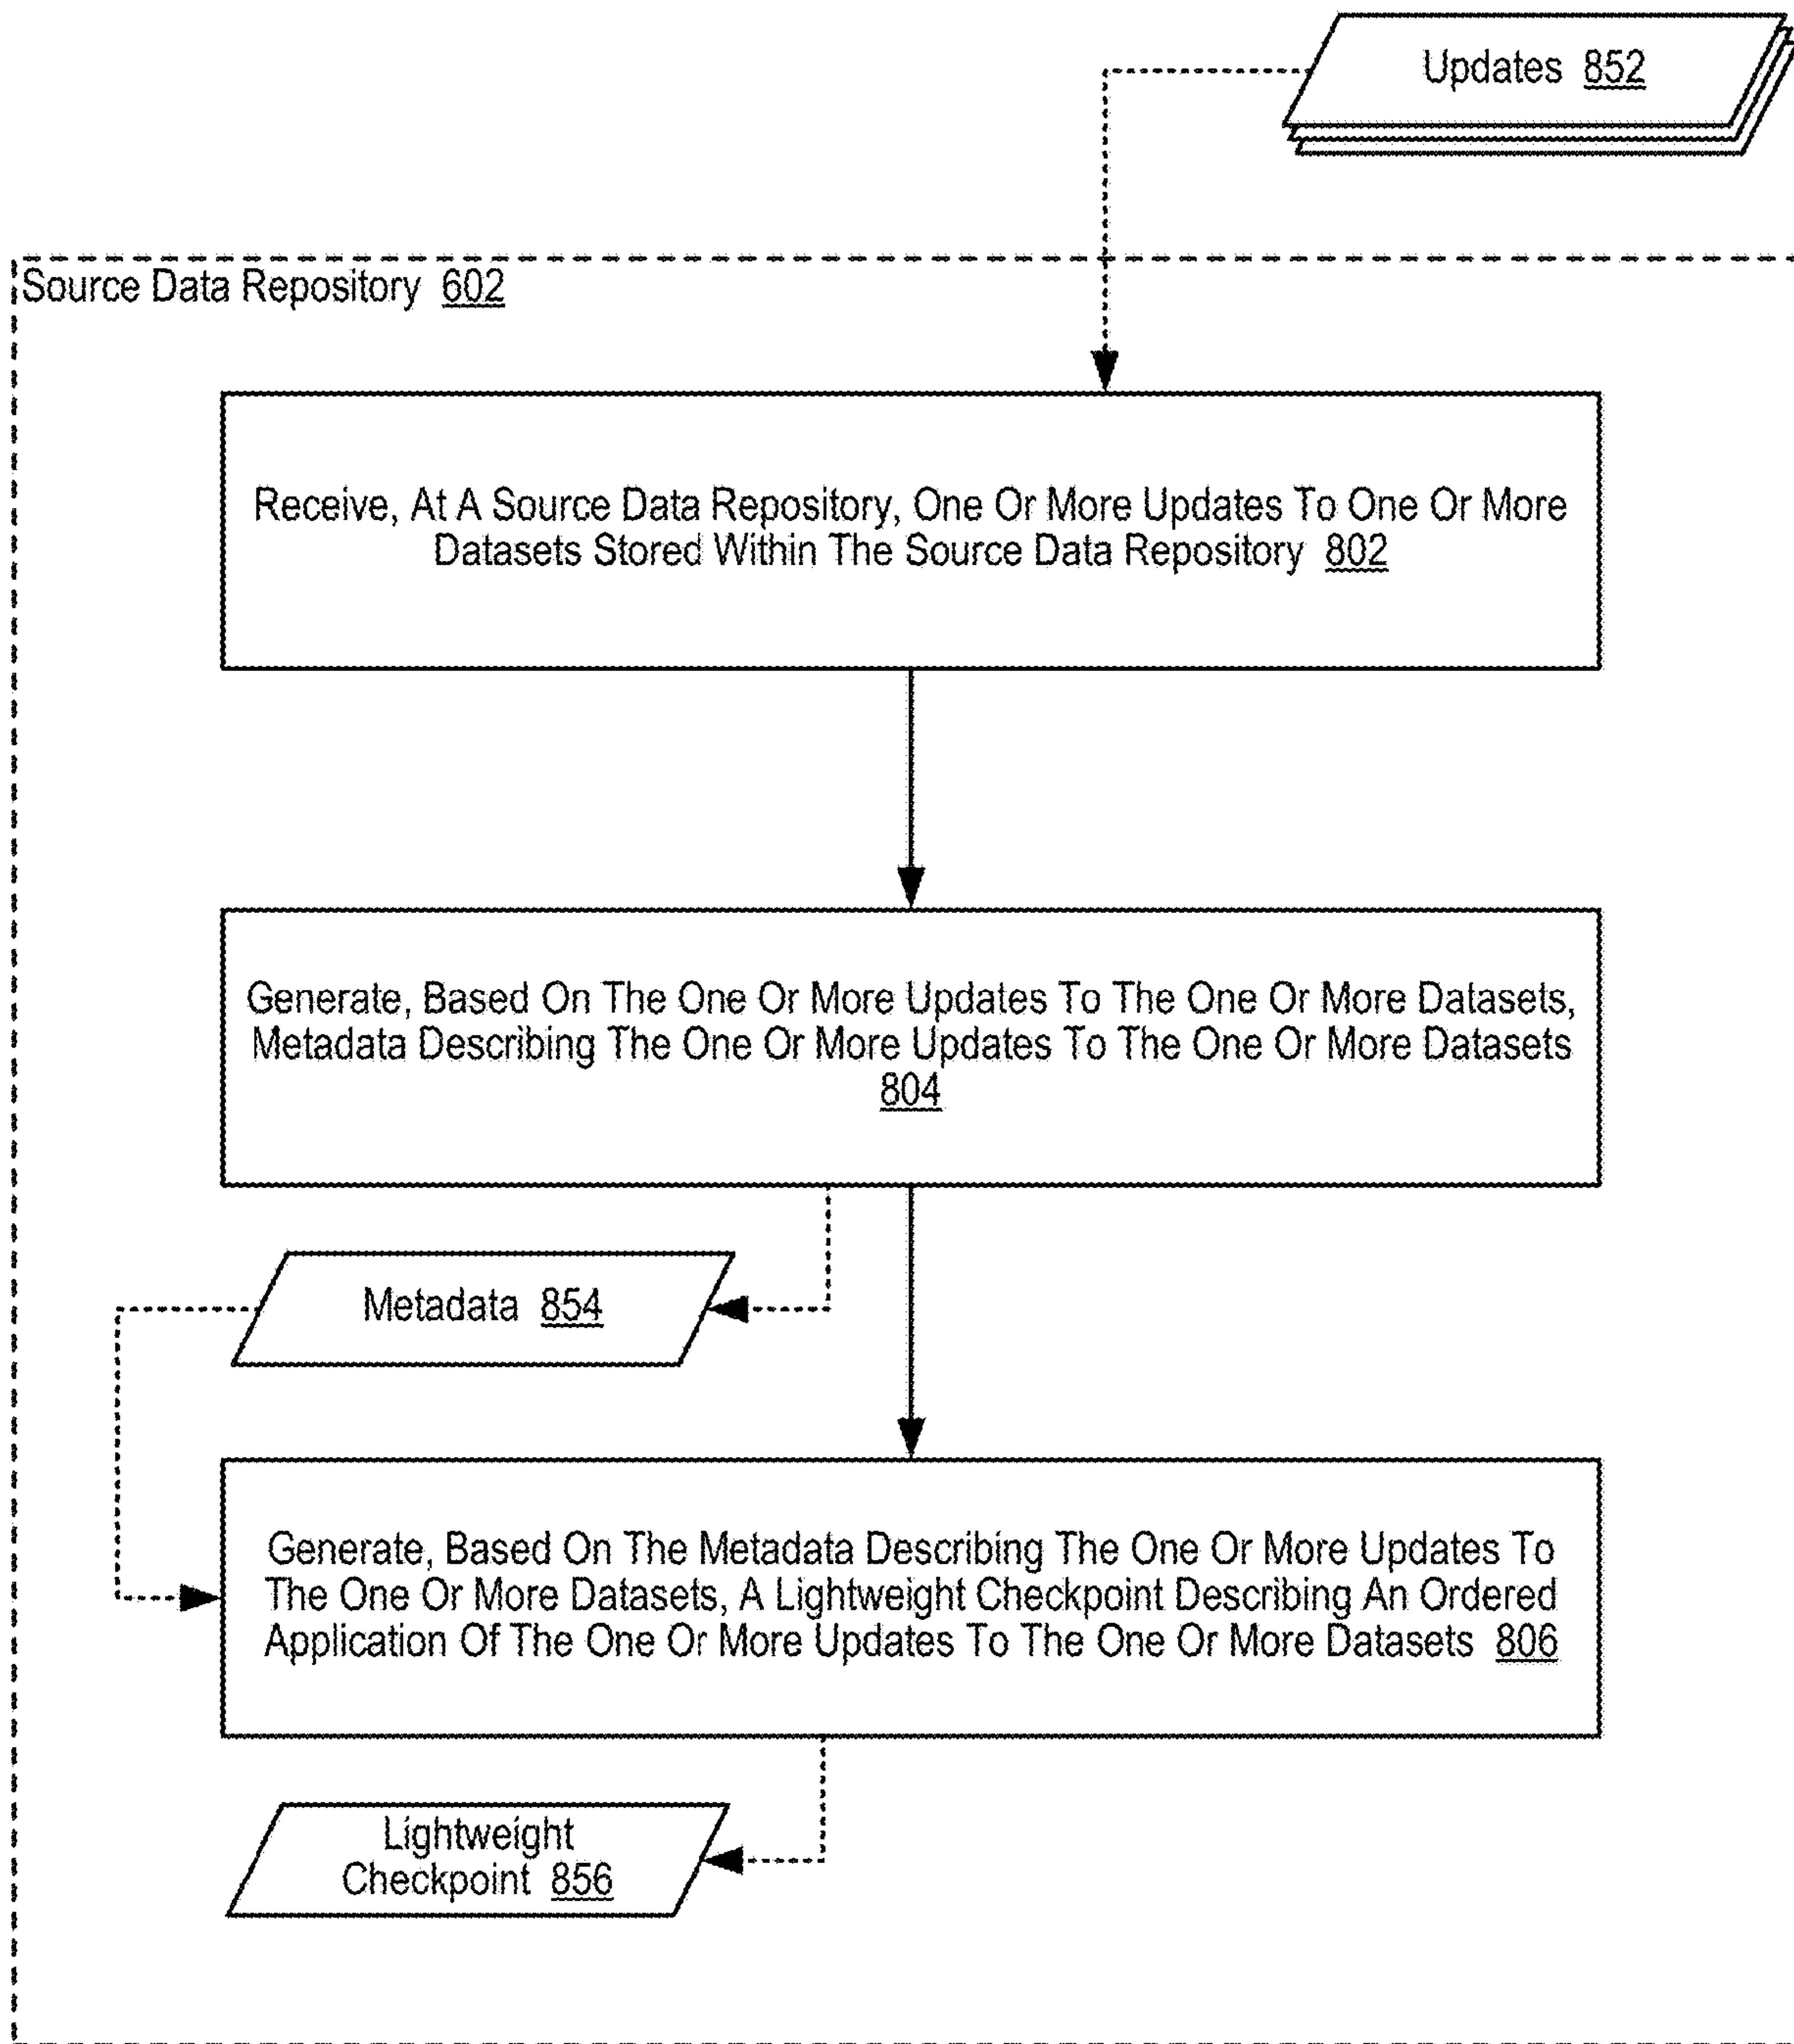 Updates 852
Source Data Repository 602
Receive, At A Source Data Repository, One Or More Updates To One Or More
Datasets Stored Within The Source Data Repository 802
Generate, Based On The One Or More Updates To The One Or More Datasets,
Metadata Describing The One Or More Updates To The One Or More Datasets
804
Metadata 854
Generate, Based On The Metadata Describing The One Or More Updates To
The One Or More Datasets, A Lightweight Checkpoint Describing An Ordered
Application Of The One Or More Updates To The One Or More Datasets 806
Lightweight
Checkpoint 856